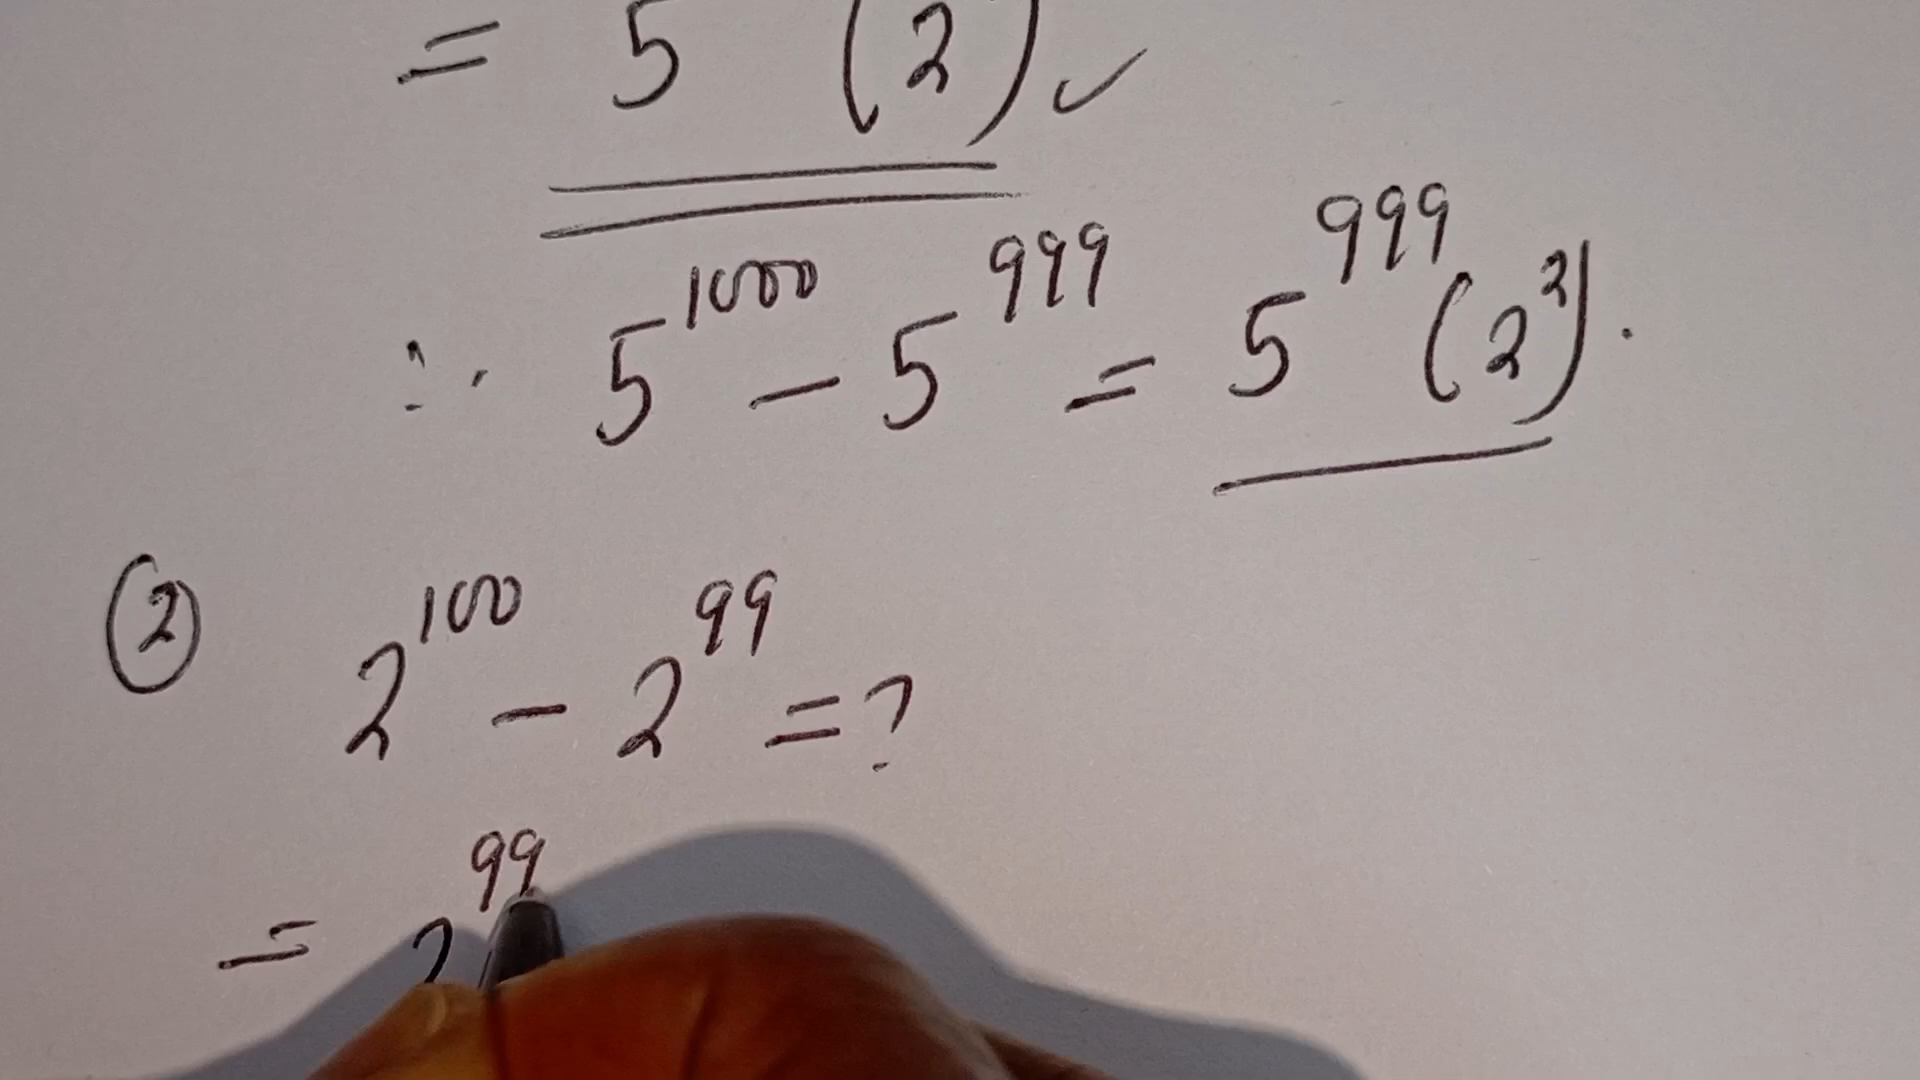 = 5 (2)✓
∴ 5^1000 - 5^999 = 5^999 (2^2).
② 2^100 - 2^99 = ?
= 2^99